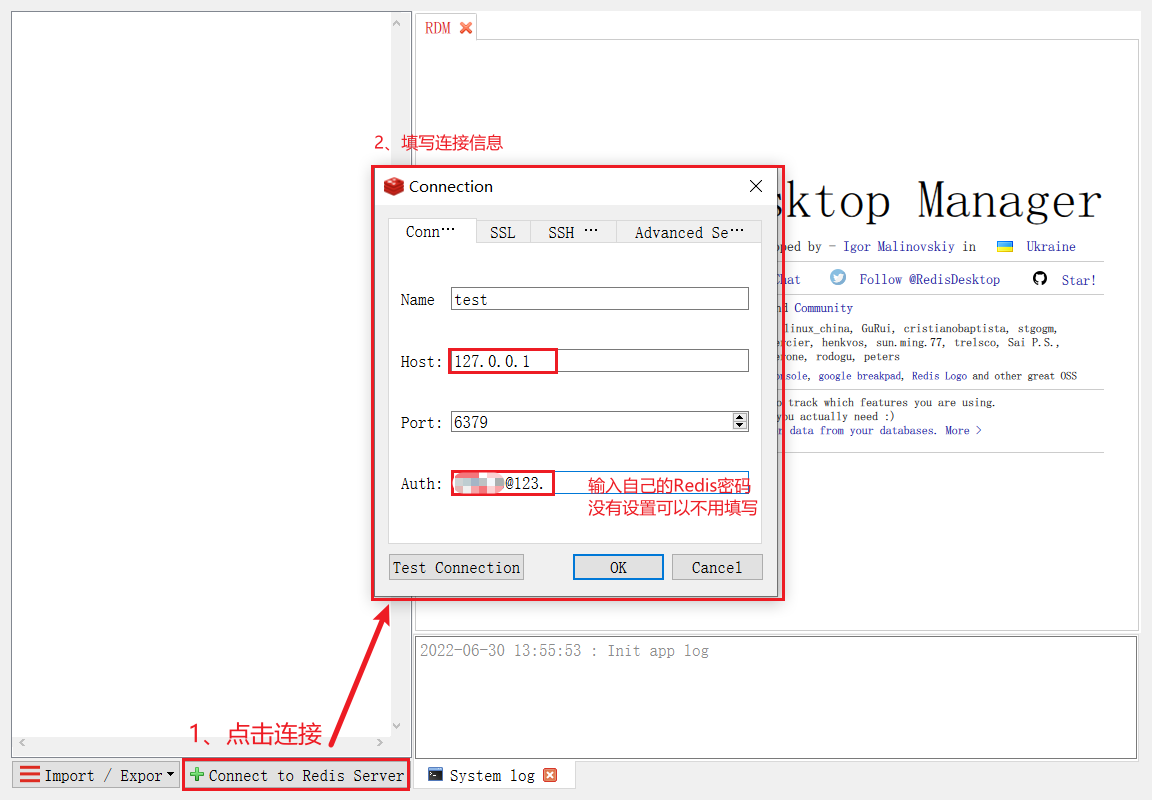 RDM
2、填写连接信息
Connection
Conn… SSL SSH … Advanced Se…
Name test
Host: 127.0.0.1
Port: 6379
Auth: @123.
输入自己的Redis密码
没有设置可以不用填写
Test Connection OK Cancel
sktop Manager
ped by - Igor Malinovskiy in Ukraine
Chat Follow @RedisDesktop Star!
nd Community
linux_china, GuRui, cristianobaptista, stgogm,
rcier, henkvos, sun.ming.77, trelsco, Sai P.S.,
rone, rodogu, peters
onsole, google breakpad, Redis Logo and other great OSS
o track which features you are using.
you actually need :)
r data from your databases. More >
2022-06-30 13:55:53 : Init app log
1、点击连接
Import / Expor
Connect to Redis Server
System log